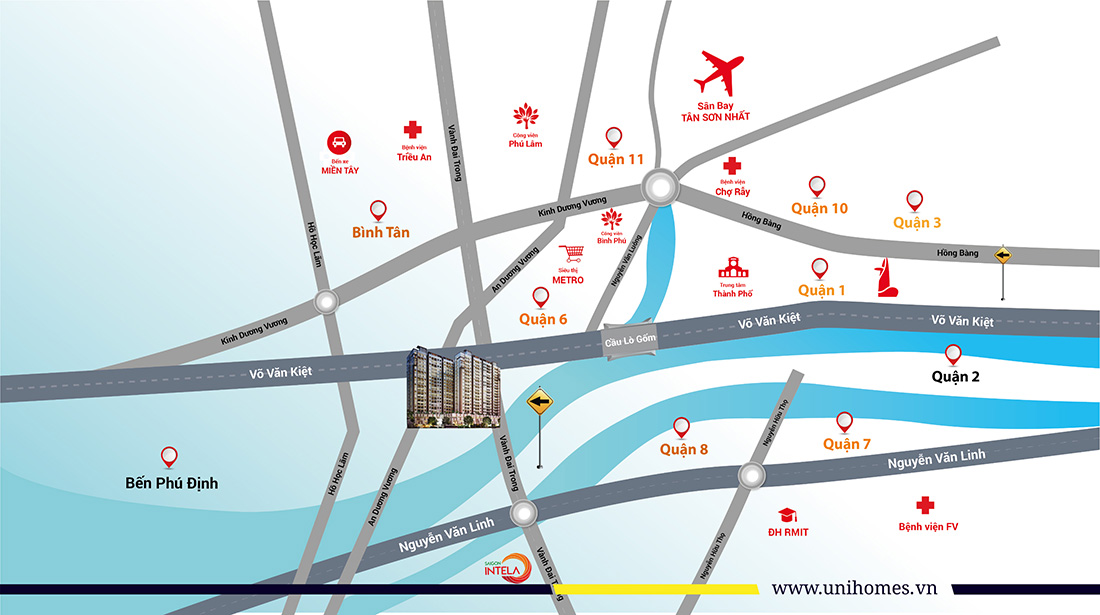 Sân Bay
TÂN SƠN NHẤT
Công viên
Phú Lâm
Bệnh viện
Triều An
Bến xe
MIỀN TÂY
Vành Đai Trong
Quận 11
Bệnh viện
Chợ Rẫy
Bình Tân
Kinh Dương Vương
Quận 10
Quận 3
Hồng Bàng
Hồng Bàng
Hồ Học Lãm
Công viên
Bình Phú
Nguyễn Văn Luông
An Dương Vương
Siêu thị
METRO
Trung tâm
Thành Phố
Quận 1
Quận 6
Kinh Dương Vương
Võ Văn Kiệt
Võ Văn Kiệt
Cầu Lò Gốm
Võ Văn Kiệt
Quận 2
Nguyễn Hữu Thọ
Quận 8
Quận 7
Vành Đai Trong
Hồ Học Lãm
An Dương Vương
Bến Phú Định
Nguyễn Văn Linh
Nguyễn Văn Linh
ĐH RMIT
Bệnh viện FV
Nguyễn Hữu Thọ
Vành Đai Trong
SAIGON
INTELA
www.unihomes.vn